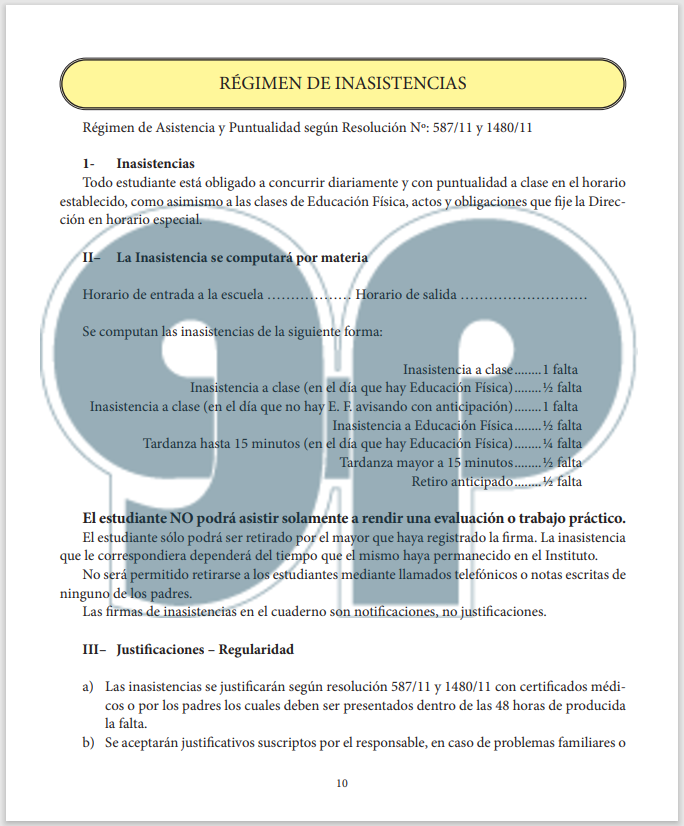 RÉGIMEN DE INASISTENCIAS
Régimen de Asistencia y Puntualidad según Resolución Nº: 587/11 y 1480/11
1- Inasistencias
Todo estudiante está obligado a concurrir diariamente y con puntualidad a clase en el horario
establecido, como asimismo a las clases de Educación Física, actos y obligaciones que fije la Direc-
ción en horario especial.
II– La Inasistencia se computará por materia
Horario de entrada a la escuela ……………… Horario de salida ………………………
Se computan las inasistencias de la siguiente forma:
Inasistencia a clase........1 falta
Inasistencia a clase (en el día que hay Educación Física)........½ falta
Inasistencia a clase (en el día que no hay E. F. avisando con anticipación)........1 falta
Inasistencia a Educación Física........½ falta
Tardanza hasta 15 minutos (en el día que hay Educación Física)........¼ falta
Tardanza mayor a 15 minutos........½ falta
Retiro anticipado........½ falta
El estudiante NO podrá asistir solamente a rendir una evaluación o trabajo práctico.
El estudiante sólo podrá ser retirado por el mayor que haya registrado la firma. La inasistencia
que le correspondiera dependerá del tiempo que el mismo haya permanecido en el Instituto.
No será permitido retirarse a los estudiantes mediante llamados telefónicos o notas escritas de
ninguno de los padres.
Las firmas de inasistencias en el cuaderno son notificaciones, no justificaciones.
III– Justificaciones – Regularidad
a) Las inasistencias se justificarán según resolución 587/11 y 1480/11 con certificados médi-
cos o por los padres los cuales deben ser presentados dentro de las 48 horas de producida
la falta.
b) Se aceptarán justificativos suscriptos por el responsable, en caso de problemas familiares o
10